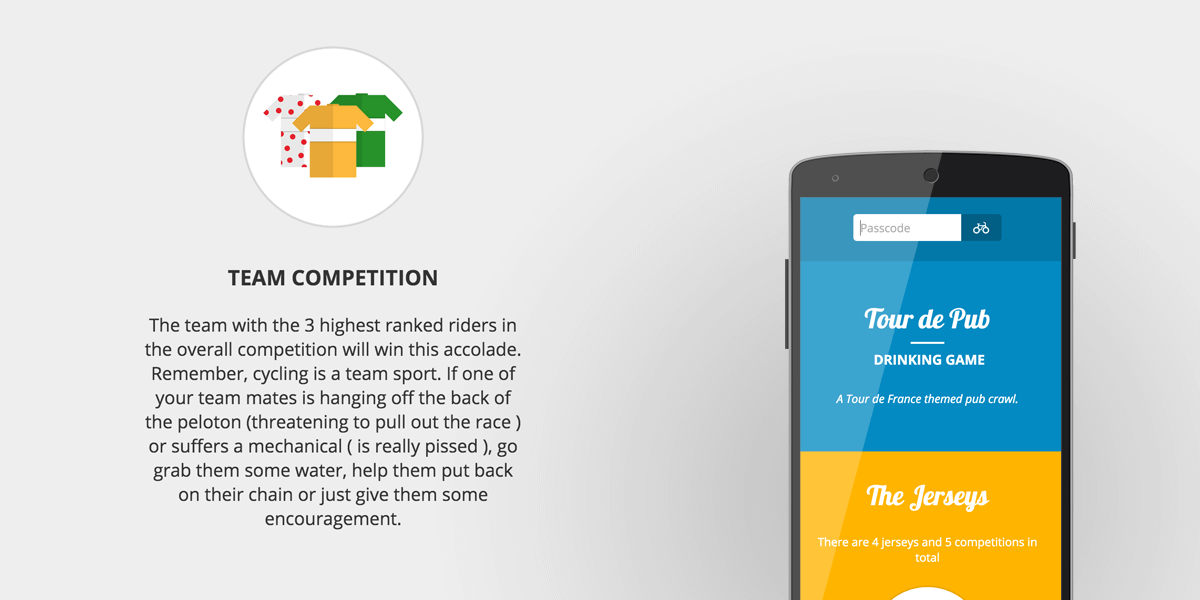 TEAM COMPETITION
The team with the 3 highest ranked riders in
the overall competition will win this accolade.
Remember, cycling is a team sport. If one of
your team mates is hanging off the back of
the peloton (threatening to pull out the race )
or suffers a mechanical ( is really pissed ), go
grab them some water, help them put back
on their chain or just give them some
encouragement.
Passcode
Tour de Pub
DRINKING GAME
A Tour de France themed pub crawl.
The Jerseys
There are 4 jerseys and 5 competitions in
total